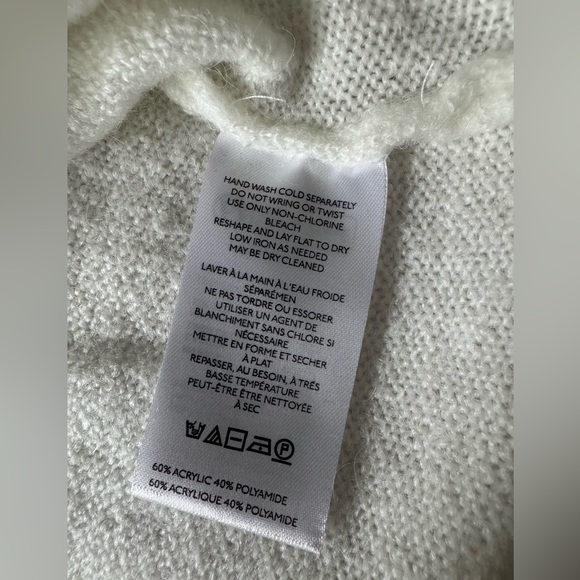 HAND WASH COLD SEPARATELY
DO NOT WRING OR TWIST
USE ONLY NON-CHLORINE
BLEACH
RESHAPE AND LAY FLAT TO DRY
LOW IRON AS NEEDED
MAY BE DRY CLEANED
LAVER À LA MAIN À L'EAU FROIDE
SÉPARÉMEN
NE PAS TORDRE OU ESSORER
UTILISER UN AGENT DE
BLANCHIMENT SANS CHLORE SI
NÉCESSAIRE
METTRE EN FORME ET SECHER
À PLAT
REPASSER, AU BESOIN, À TRÉS
BASSE TEMPÉRATURE
PEUT-ÊTRE ÊTRE NETTOYÉE
À SEC
P
60% ACRYLIC 40% POLYAMIDE
60% ACRYLIQUE 40% POLYAMIDE